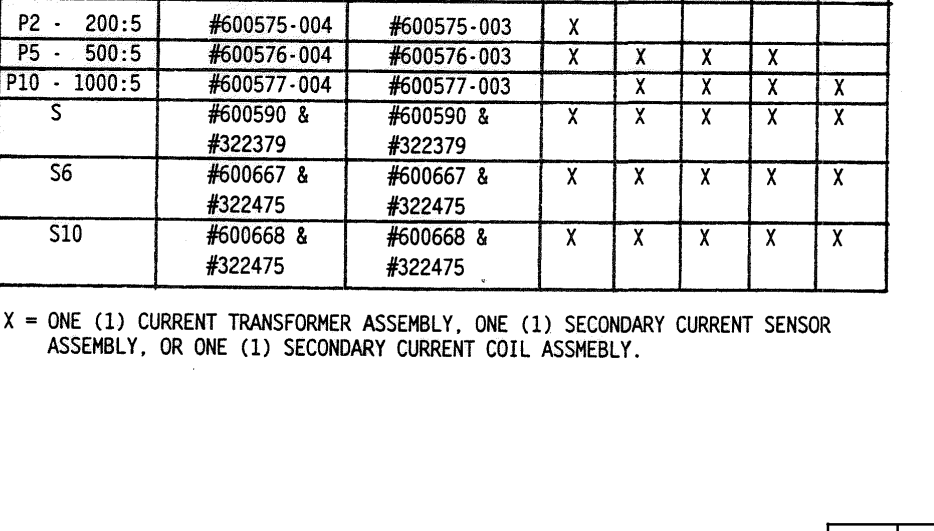 P2 - 200:5 #600575-004 #600575-003 X
P5 - 500:5 #600576-004 #600576-003 X X X X
P10 - 1000:5 #600577-004 #600577-003 X X X X
S #600590 & #600590 & X X X X X
#322379 #322379
S6 #600667 & #600667 & X X X X X
#322475 #322475
S10 #600668 & #600668 & X X X X X
#322475 #322475
X = ONE (1) CURRENT TRANSFORMER ASSEMBLY, ONE (1) SECONDARY CURRENT SENSOR
ASSEMBLY, OR ONE (1) SECONDARY CURRENT COIL ASSMEBLY.